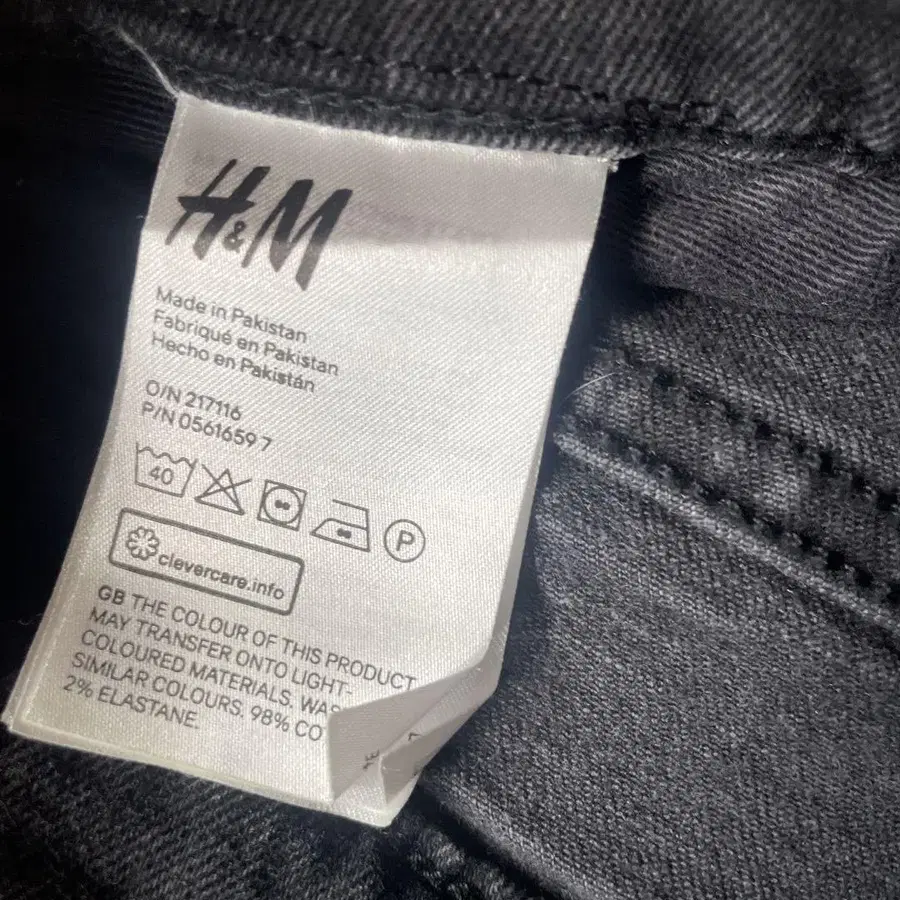 H&M
Made in Pakistan
Fabriqué en Pakistan
Hecho en Pakistán
O/N 217116
P/N 0561659 7
40
P
clevercare.info
GB THE COLOUR OF THIS PRODUCT
MAY TRANSFER ONTO LIGHT-
COLOURED MATERIALS. WAS
SIMILAR COLOURS. 98% CO
2% ELASTANE.